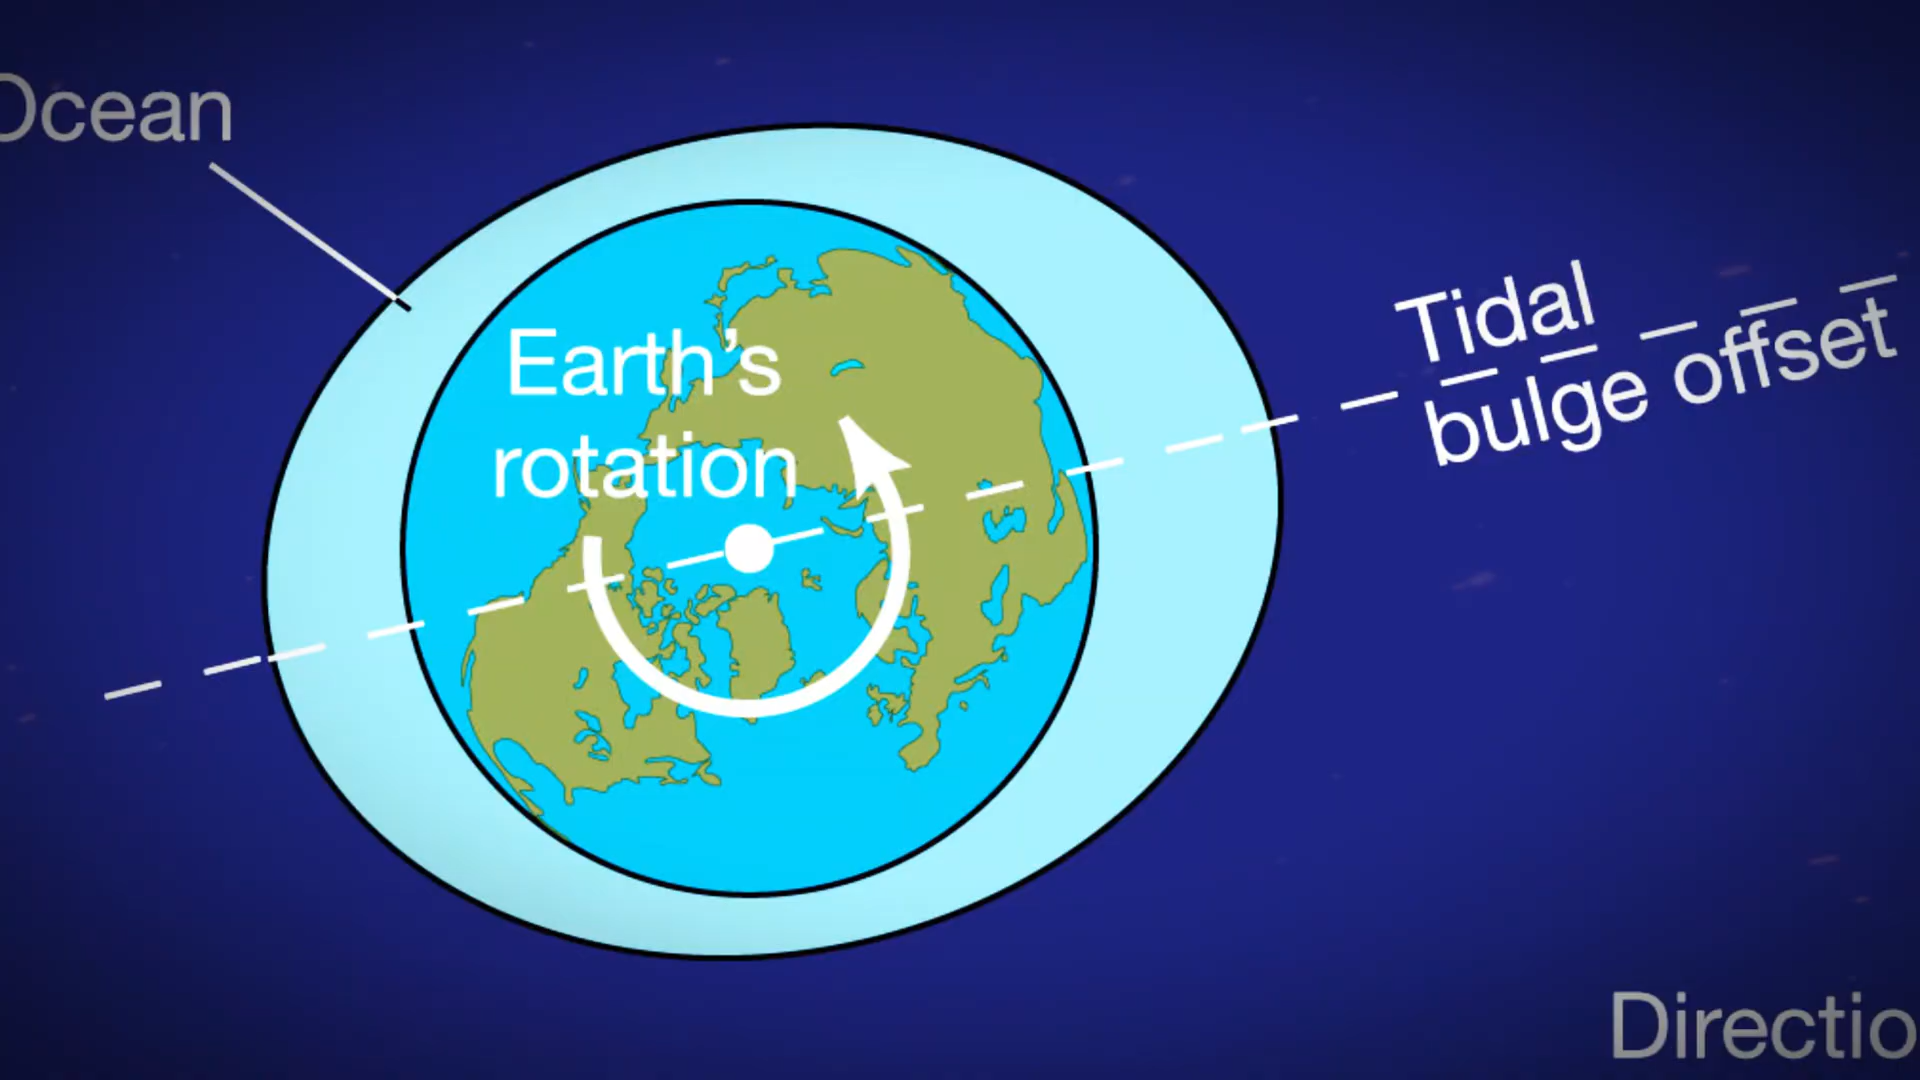 Ocean
Earth's
rotation
Tidal
bulge offset
Directio